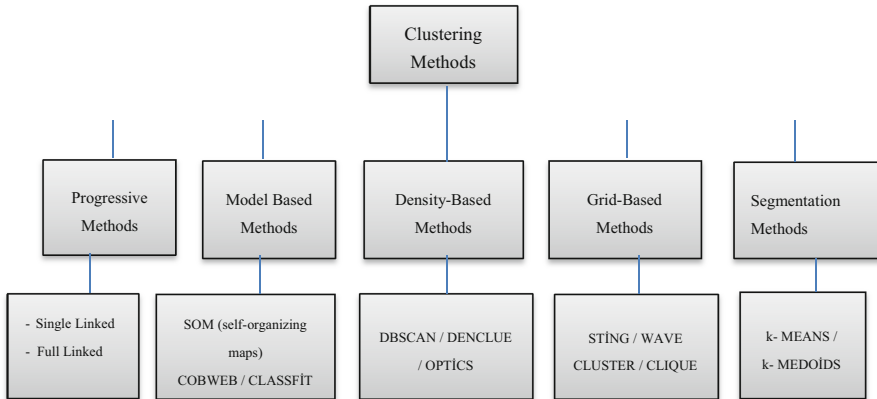 Clustering
Methods
Progressive
Methods
Model Based
Methods
Density-Based
Methods
Grid-Based
Methods
Segmentation
Methods
- Single Linked
- Full Linked
SOM (self-organizing
maps)
COBWEB / CLASSFİT
DBSCAN / DENCLUE
/ OPTİCS
STİNG / WAVE
CLUSTER / CLIQUE
k- MEANS /
k- MEDOİDS